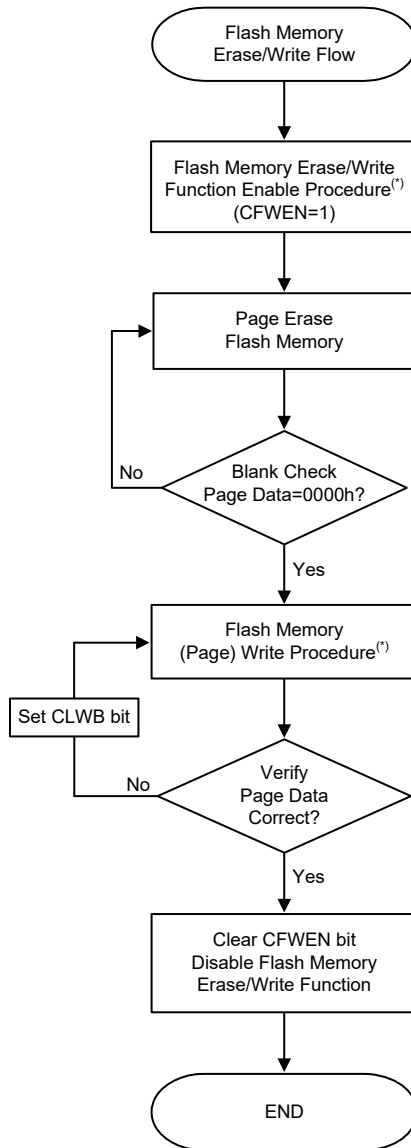 Flash Memory
Erase/Write Flow
Flash Memory Erase/Write
Function Enable Procedure(*)
(CFWEN=1)
Page Erase
Flash Memory
No
Blank Check
Page Data=0000h?
Yes
Flash Memory
(Page) Write Procedure(*)
Set CLWB bit
No
Verify
Page Data
Correct?
Yes
Clear CFWEN bit
Disable Flash Memory
Erase/Write Function
END